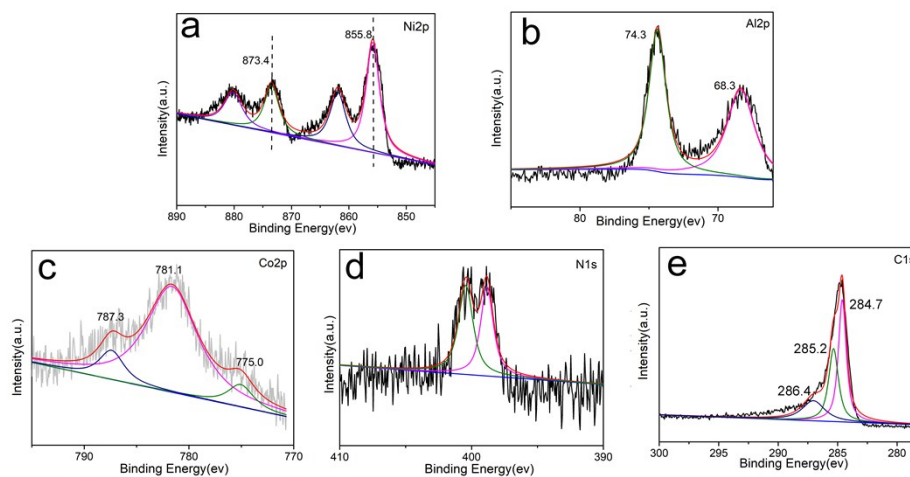 a
Ni2p
855.8
873.4
Intensity(a.u.)
890
880
870
860
850
Binding Energy(ev)
b
Al2p
74.3
68.3
Intensity(a.u.)
80
70
Binding Energy(ev)
c
Co2p
781.1
787.3
775.0
Intensity(a.u.)
790
780
770
Binding Energy(ev)
d
N1s
Intensity(a.u.)
410
400
390
Binding Energy(ev)
e
C1s
284.7
285.2
286.4
Intensity(a.u.)
300
295
290
285
280
Binding Energy(ev)